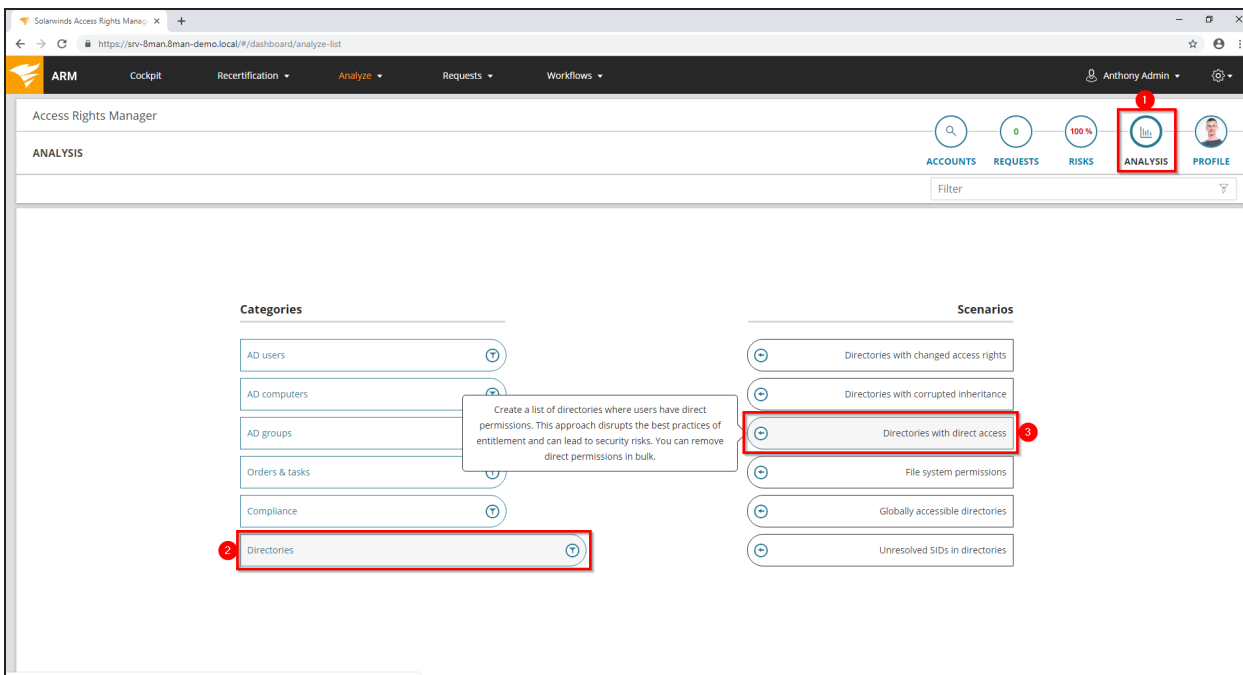 Solarwinds Access Rights Manag
https://srv-8man.8man-demo.local/#/dashboard/analyze-list
ARM Cockpit Recertification Analyze Requests Workflows Anthony Admin
Access Rights Manager
1
0
100 %
ANALYSIS
ACCOUNTS REQUESTS RISKS ANALYSIS PROFILE
Filter
Categories
Scenarios
AD users
Directories with changed access rights
AD computers
Directories with corrupted inheritance
Create a list of directories where users have direct
permissions. This approach disrupts the best practices of
entitlement and can lead to security risks. You can remove
direct permissions in bulk.
AD groups
Directories with direct access
3
Orders & tasks
File system permissions
Compliance
Globally accessible directories
2
Directories
Unresolved SIDs in directories